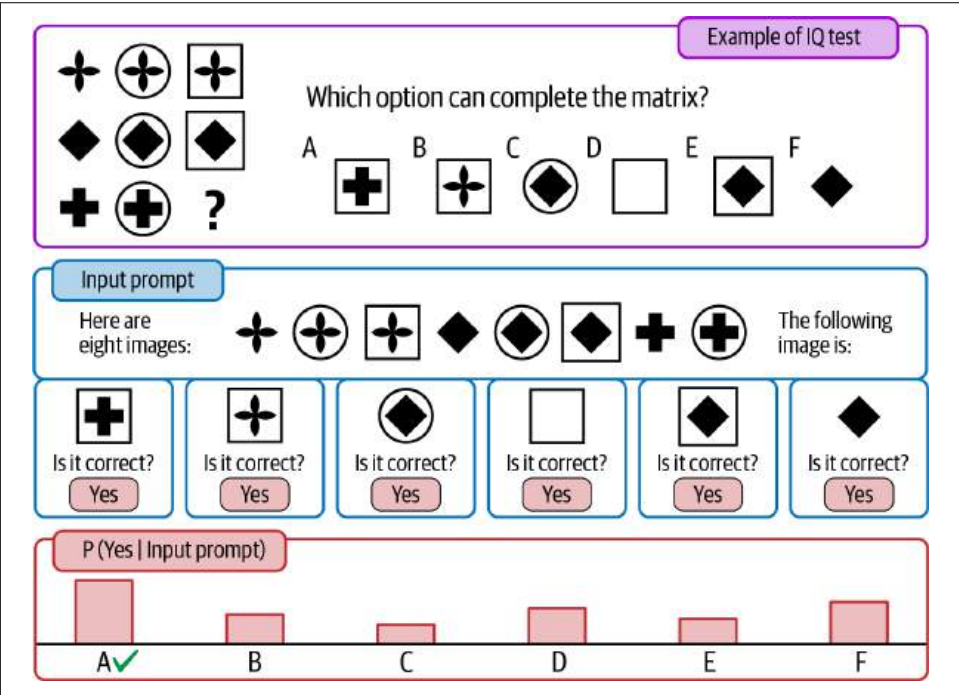 Example of IQ test
Which option can complete the matrix?
A B C D E F
?
Input prompt
Here are
eight images:
The following
image is:
Is it correct? Is it correct? Is it correct? Is it correct? Is it correct? Is it correct?
Yes Yes Yes Yes Yes Yes
P (Yes | Input prompt)
A✓ B C D E F